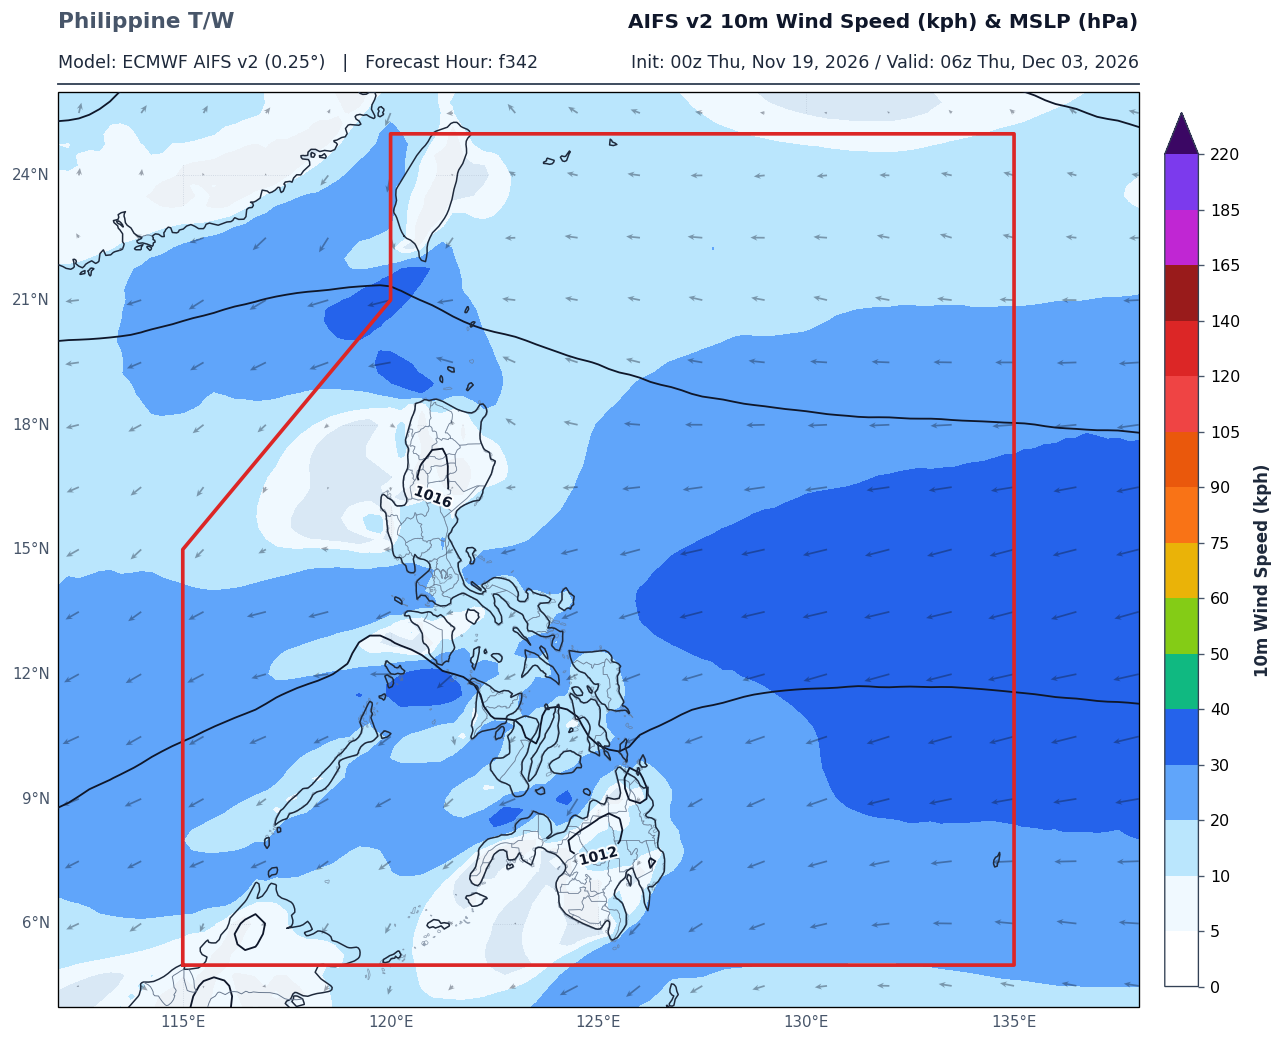 Philippine T/W
AIFS v2 10m Wind Speed (kph) & MSLP (hPa)
Model: ECMWF AIFS v2 (0.25°)   |   Forecast Hour: f342
Init: 00z Thu, Nov 19, 2026 / Valid: 06z Thu, Dec 03, 2026
24°N
21°N
18°N
15°N
12°N
9°N
6°N
1016
1012
115°E
120°E
125°E
130°E
135°E
220
185
165
140
120
105
90
75
60
50
40
30
20
10
5
0
10m Wind Speed (kph)